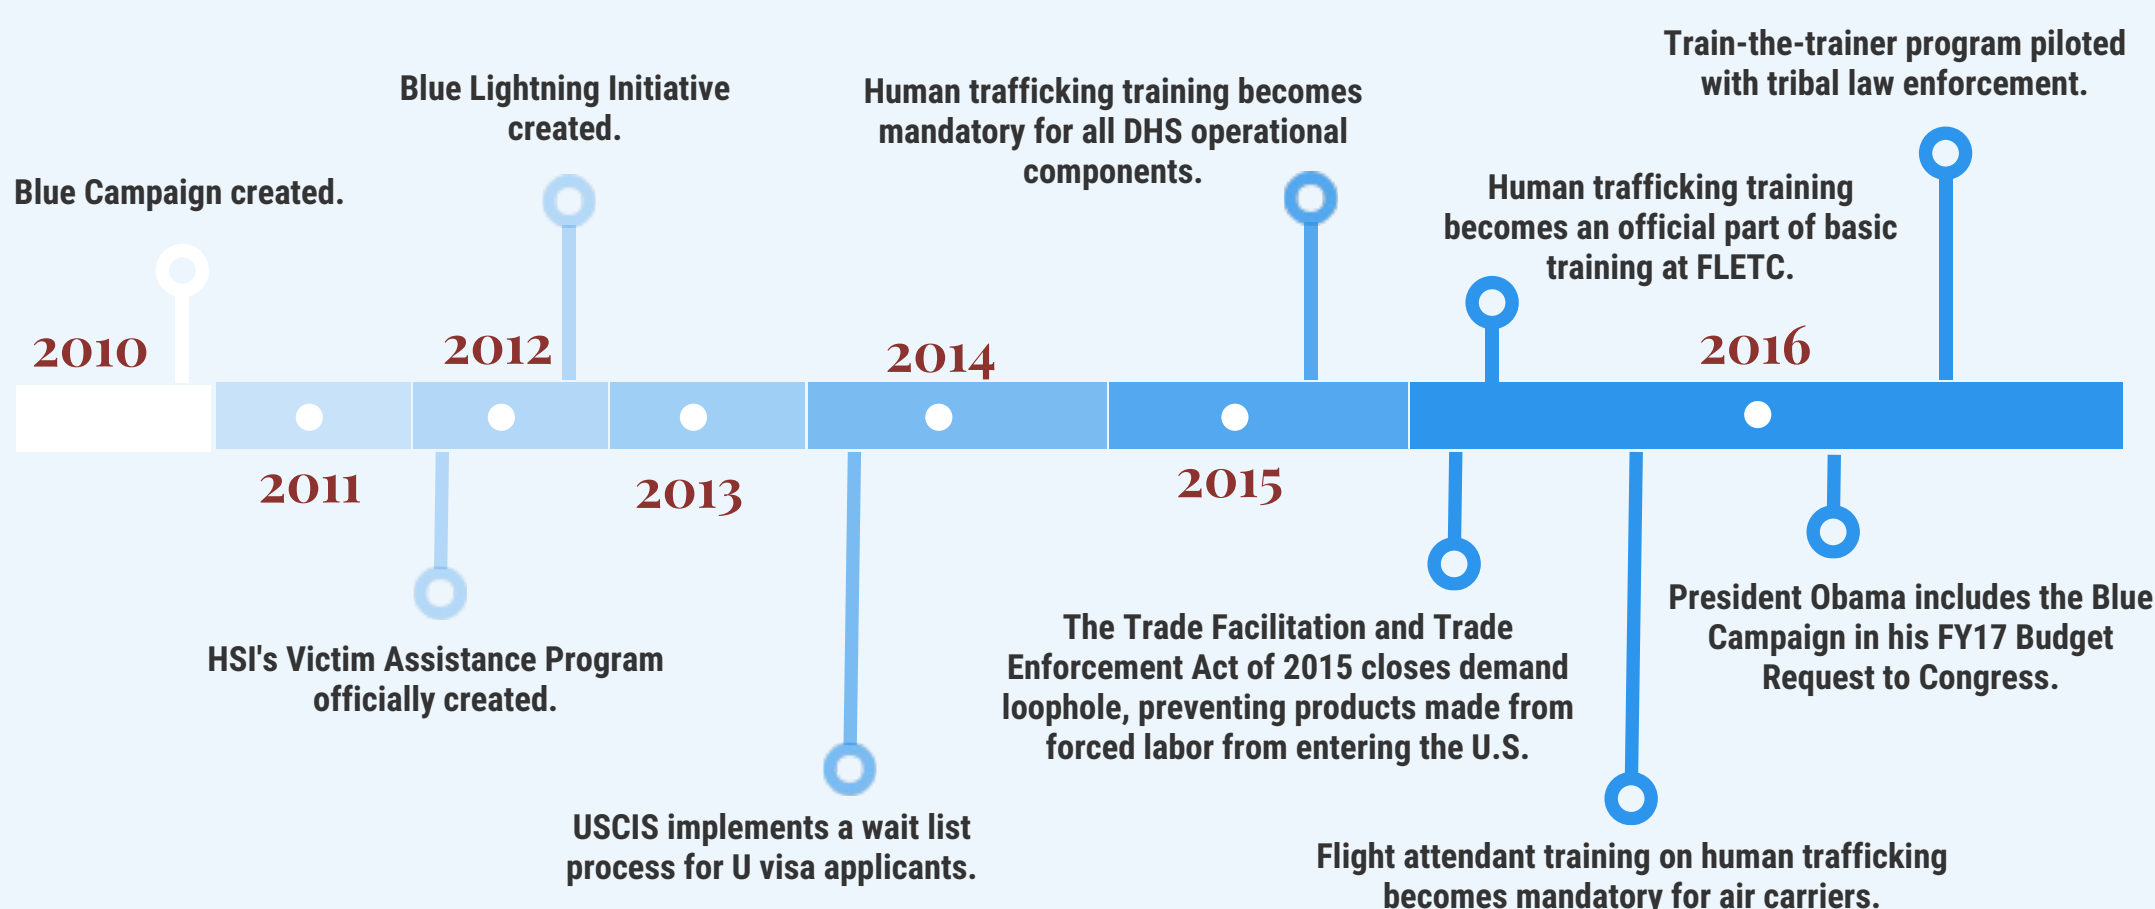 Train-the-trainer program piloted
with tribal law enforcement.
Blue Lightning Initiative
created.
Human trafficking training becomes
mandatory for all DHS operational
components.
Blue Campaign created.
Human trafficking training
becomes an official part of basic
training at FLETC.
2010
2012
2014
2016
2011
2013
2015
HSI's Victim Assistance Program
officially created.
The Trade Facilitation and Trade
Enforcement Act of 2015 closes demand
loophole, preventing products made from
forced labor from entering the U.S.
President Obama includes the Blue
Campaign in his FY17 Budget
Request to Congress.
USCIS implements a wait list
process for U visa applicants.
Flight attendant training on human trafficking
becomes mandatory for air carriers.